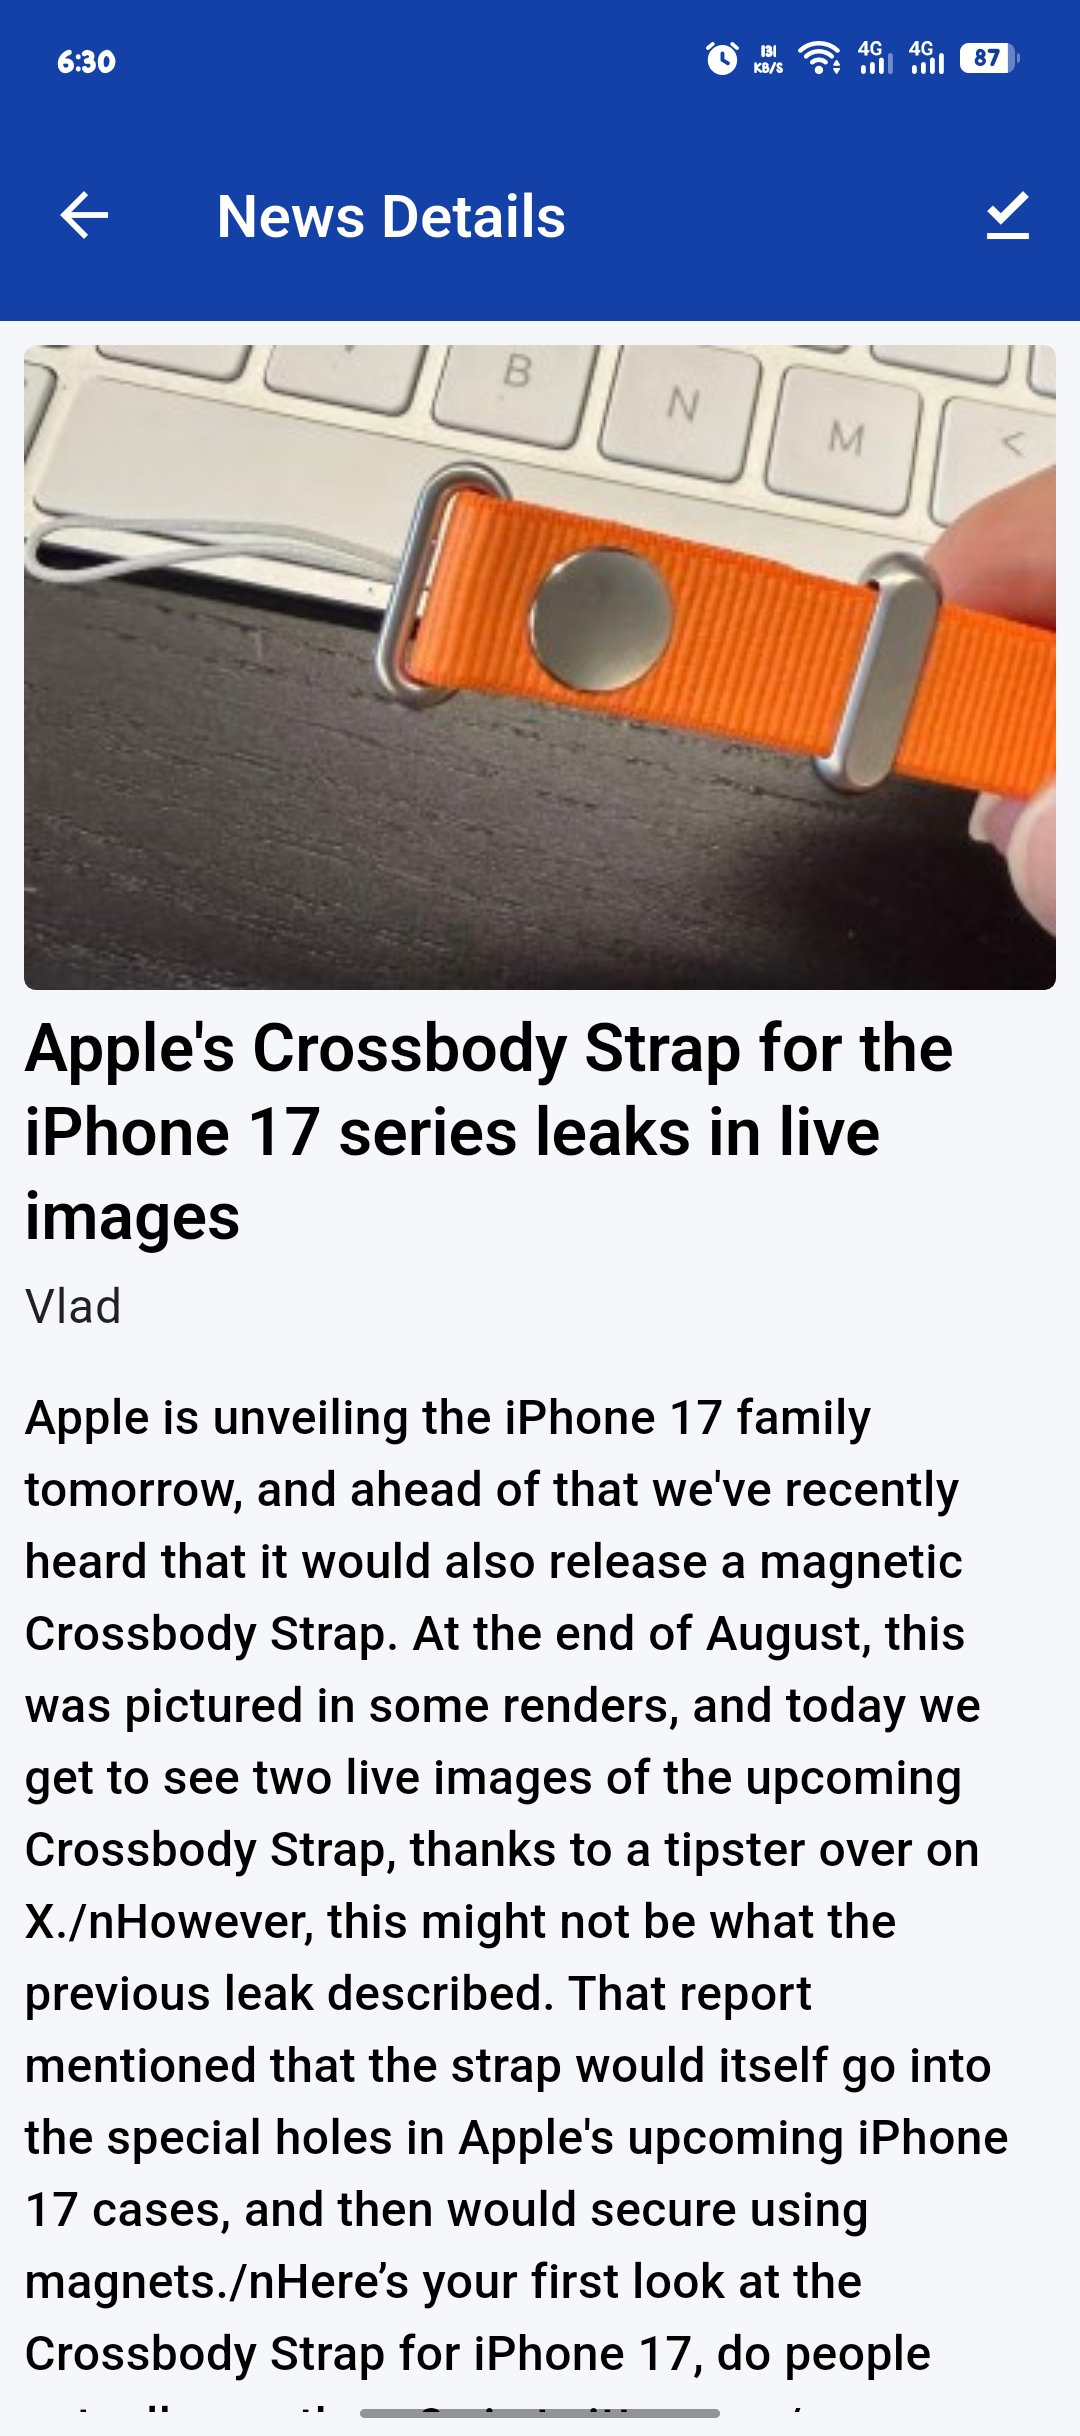 6:30
131
KB/S
4G
4G
87
News Details
B
N
M
<
Apple's Crossbody Strap for the
iPhone 17 series leaks in live
images
Vlad
Apple is unveiling the iPhone 17 family
tomorrow, and ahead of that we've recently
heard that it would also release a magnetic
Crossbody Strap. At the end of August, this
was pictured in some renders, and today we
get to see two live images of the upcoming
Crossbody Strap, thanks to a tipster over on
X./nHowever, this might not be what the
previous leak described. That report
mentioned that the strap would itself go into
the special holes in Apple's upcoming iPhone
17 cases, and then would secure using
magnets./nHere’s your first look at the
Crossbody Strap for iPhone 17, do people